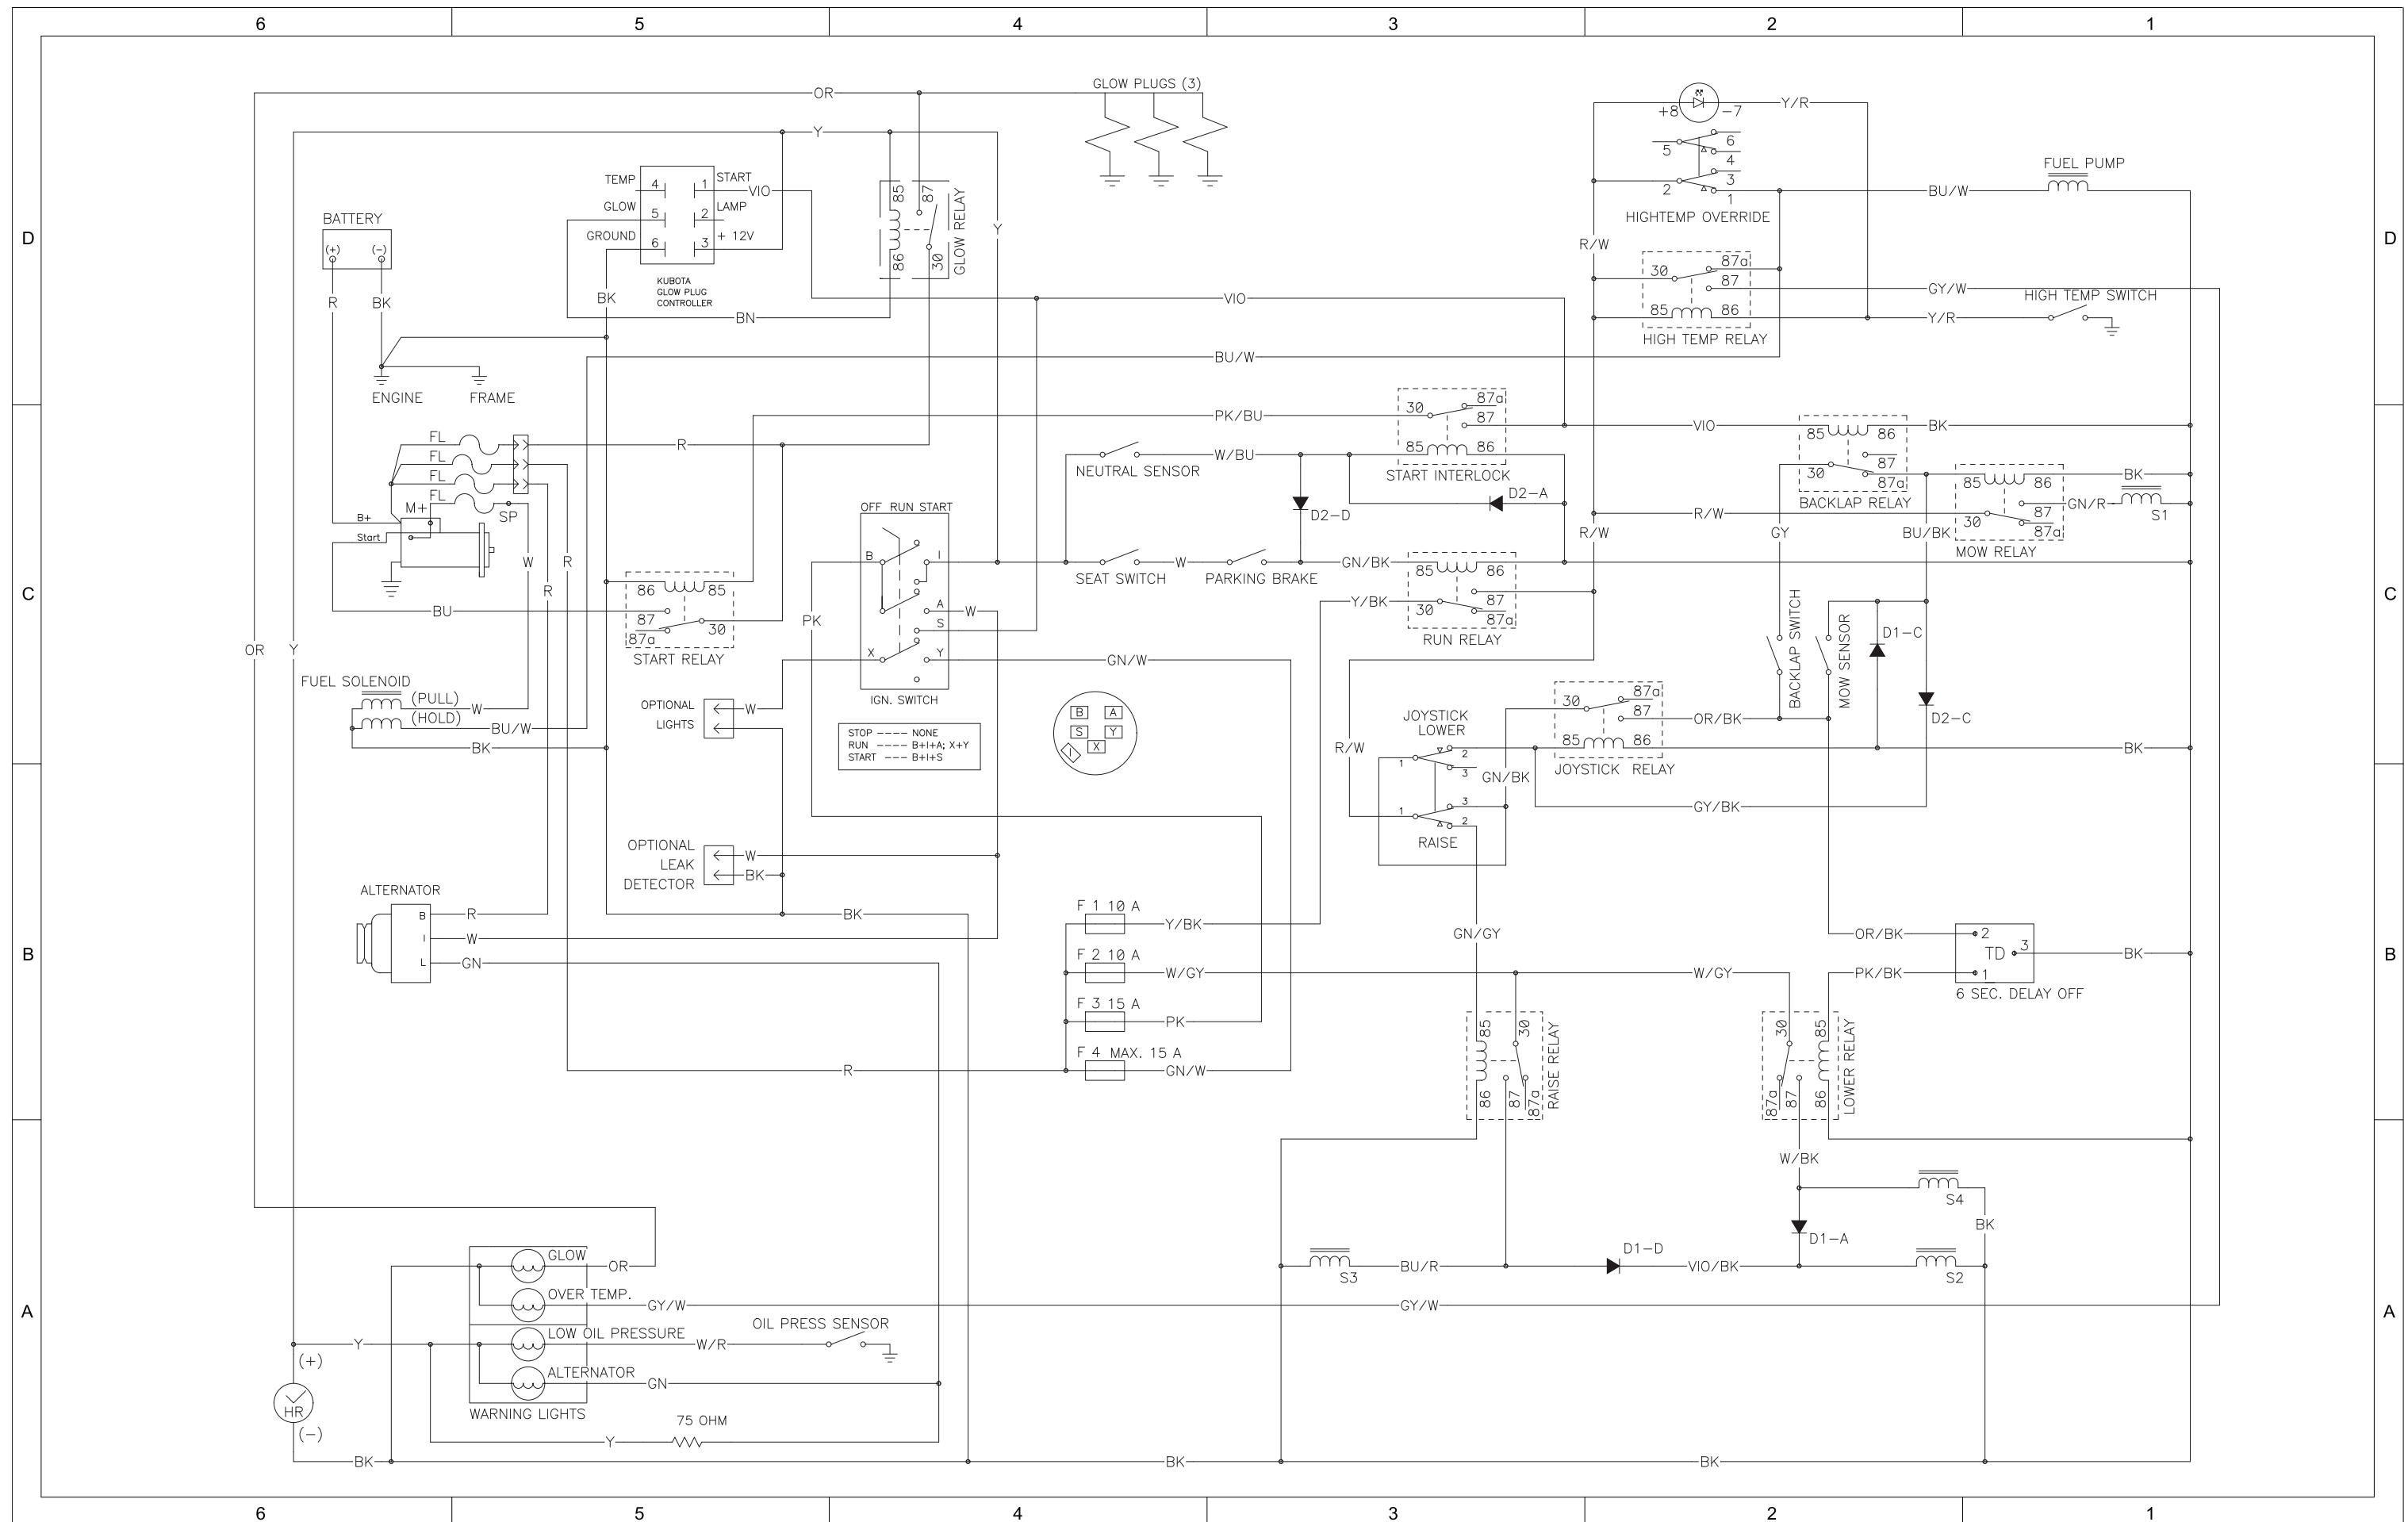 6 5 4 3 2 1
GLOW PLUGS (3)
OR
+8 -7 Y/R
Y
6
5
4
3
2
1
HIGHTEMP OVERRIDE
FUEL PUMP
BU/W
TEMP 4 1 START
VIO
GLOW 5 2 LAMP
GROUND 6 3 + 12V
KUBOTA
GLOW PLUG
CONTROLLER
85 87
86 30
GLOW RELAY
Y
BATTERY
(+) (-)
D D
R BK BK
BN
VIO
R/W
30 87a
87
85 86
HIGH TEMP RELAY
GY/W
HIGH TEMP SWITCH
Y/R
BU/W
ENGINE FRAME
PK/BU
30 87a
87
85 86
START INTERLOCK
VIO
85 86
87
30
87a
BACKLAP RELAY
BK
FL
FL
FL
FL
R
M+
SP
B+
Start
NEUTRAL SENSOR
W/BU
D2-A
D2-D
85 86
87
30
87a
MOW RELAY
BK
GN/R
S1
R/W
R/W
GY
BU/BK
OFF RUN START
B I
A
S
X Y
IGN. SWITCH
W
SEAT SWITCH
W
PARKING BRAKE
GN/BK
85 86
87
30
87a
RUN RELAY
Y/BK
C C
W
R
R
BU
86 85
87
87a
30
START RELAY
PK
W
GN/W
BACKLAP SWITCH
MOW SENSOR
D1-C
D2-C
OR Y
FUEL SOLENOID
(PULL)
W
(HOLD)
BU/W
BK
OPTIONAL
LIGHTS
W
STOP ---- NONE
RUN ---- B+I+A; X+Y
START --- B+I+S
B A
S Y
I X
JOYSTICK
LOWER
1 2
3
R/W
GN/BK
3
1
2
RAISE
30 87a
87
85 86
JOYSTICK RELAY
OR/BK
BK
GY/BK
OPTIONAL
LEAK
DETECTOR
W
BK
BK
ALTERNATOR
B
I
L
R
W
GN
B B
F 1 10 A
Y/BK
F 2 10 A
W/GY
F 3 15 A
PK
F 4 MAX. 15 A
GN/W
R
GN/GY
W/GY
OR/BK
PK/BK
2
TD 3
1
BK
6 SEC. DELAY OFF
85 30
86 87 87a
RAISE RELAY
30 85
87a 87 86
LOWER RELAY
W/BK
S4
BK
D1-A
S3
BU/R
D1-D
VIO/BK
S2
GLOW
OR
OVER TEMP.
GY/W
GY/W
A A
LOW OIL PRESSURE
W/R
OIL PRESS SENSOR
Y
ALTERNATOR
GN
WARNING LIGHTS
(+)
HR
(-)
75 OHM
Y
BK
BK
BK
6 5 4 3 2 1